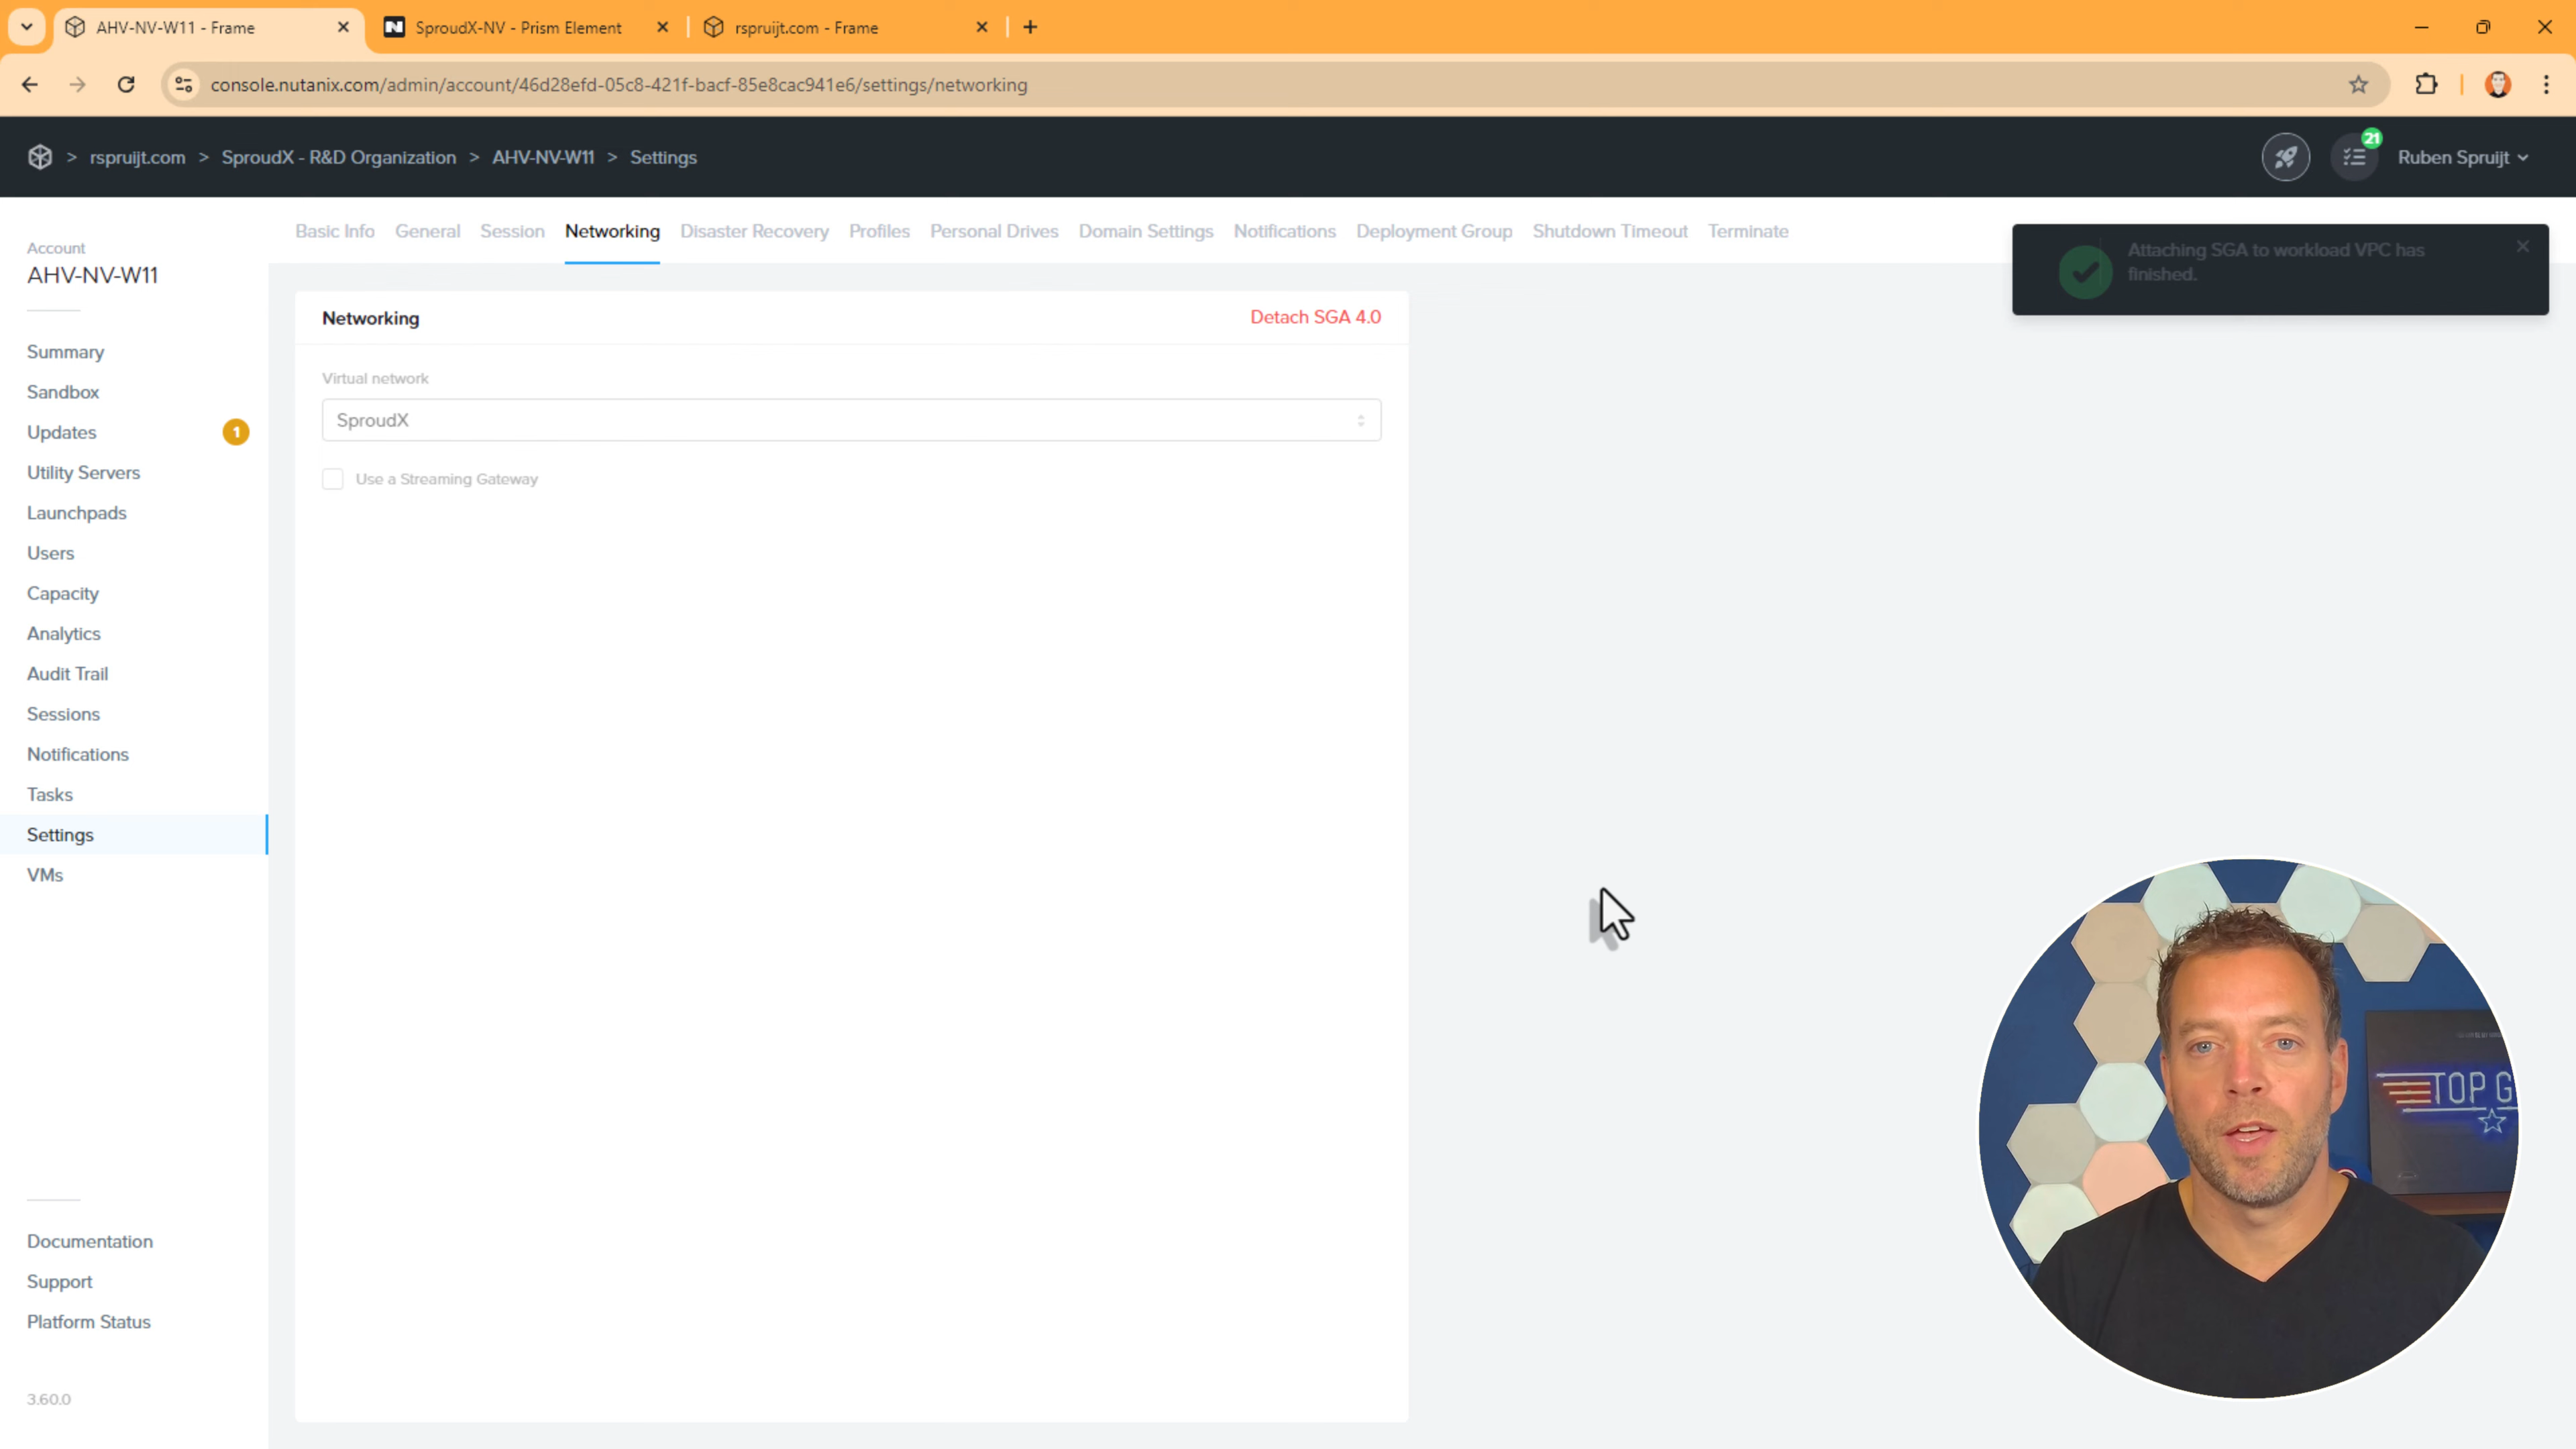 AHV-NV-W11 - Frame
SproudX-NV - Prism Element
rspruijt.com - Frame
console.nutanix.com/admin/account/46d28efd-05c8-421f-bacf-85e8cac941e6/settings/networking
> rspruijt.com > SproudX - R&D Organization > AHV-NV-W11 > Settings
21
Ruben Spruijt
Account
AHV-NV-W11
Summary
Sandbox
Updates 1
Utility Servers
Launchpads
Users
Capacity
Analytics
Audit Trail
Sessions
Notifications
Tasks
Settings
VMs
Documentation
Support
Platform Status
3.60.0
Basic Info General Session Networking Disaster Recovery Profiles Personal Drives Domain Settings Notifications Deployment Group Shutdown Timeout Terminate
Attaching SGA to workload VPC has
finished.
Networking
Detach SGA 4.0
Virtual network
SproudX
Use a Streaming Gateway
TOP G